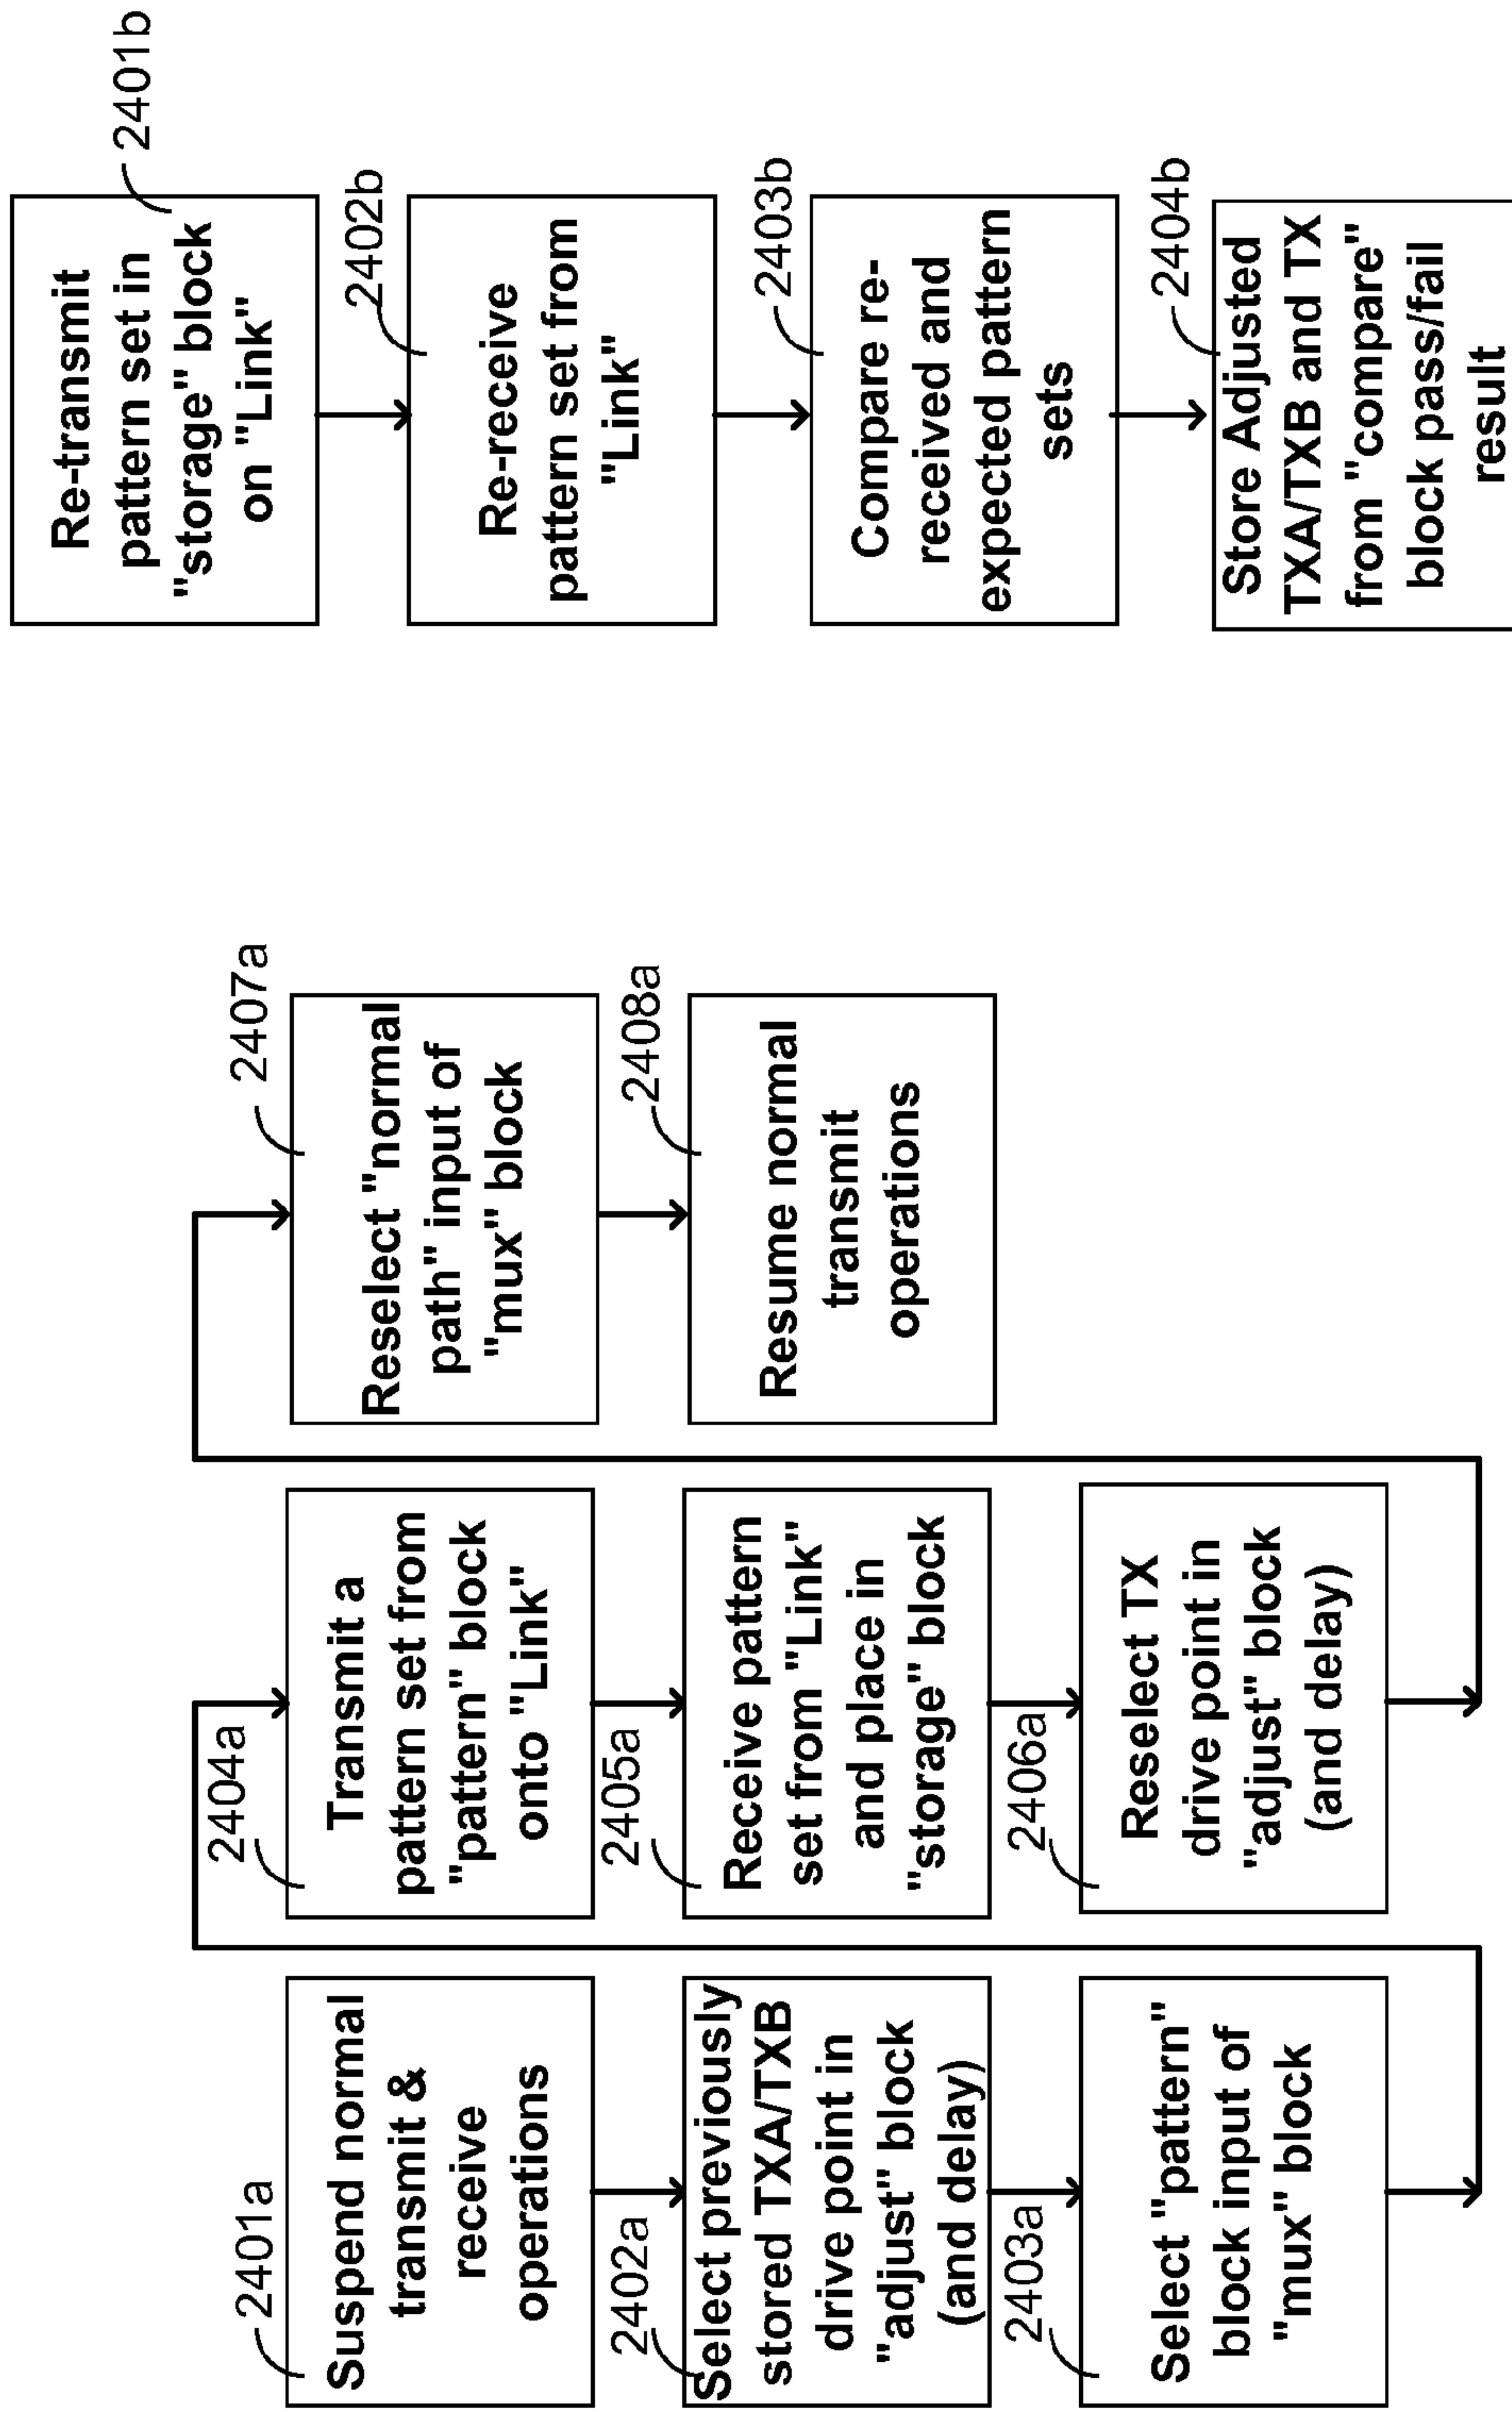 2401a
Suspend normal
transmit &
receive
operations
2402a
Select previously
stored TXA/TXB
drive point in
"adjust" block
(and delay)
2403a
Select "pattern"
block input of
"mux" block
2404a
Transmit a
pattern set from
"pattern" block
onto "Link"
2405a
Receive pattern
set from "Link"
and place in
"storage" block
2406a
Reselect TX
drive point in
"adjust" block
(and delay)
2407a
Reselect "normal
path" input of
"mux" block
2408a
Resume normal
transmit
operations
2401b
Re-transmit
pattern set in
"storage" block
on "Link"
2402b
Re-receive
pattern set from
"Link"
2403b
Compare re-
received and
expected pattern
sets
2404b
Store Adjusted
TXA/TXB and TX
from "compare"
block pass/fail
result